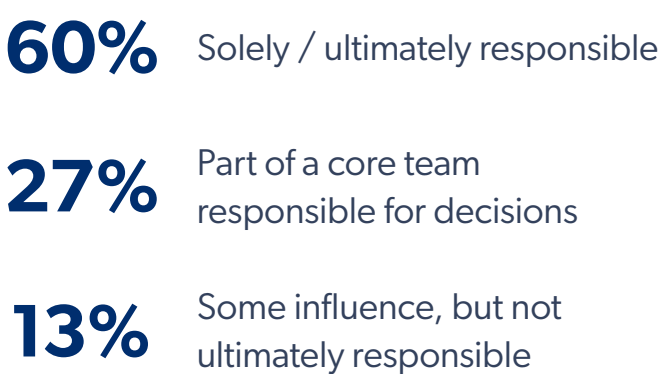 60% Solely / ultimately responsible
27% Part of a core team
responsible for decisions
13% Some influence, but not
ultimately responsible